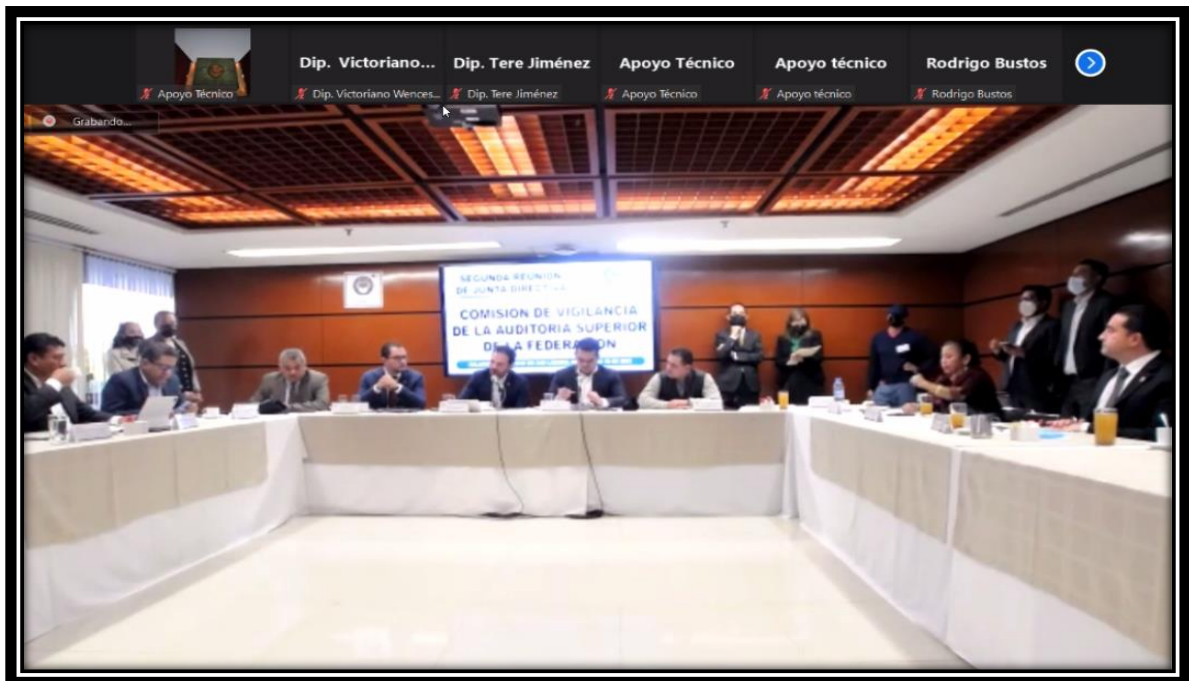 Dip. Victoriano... Dip. Tere Jiménez Apoyo Técnico Apoyo técnico Rodrigo Bustos
Apoyo Técnico Dip. Victoriano Wences... Dip. Tere Jiménez Apoyo Técnico Apoyo técnico Rodrigo Bustos
Grabando...
SEGUNDA REUNIÓN
DE JUNTA DIRECTIVA
COMISIÓN DE VIGILANCIA
DE LA AUDITORÍA SUPERIOR
DE LA FEDERACIÓN